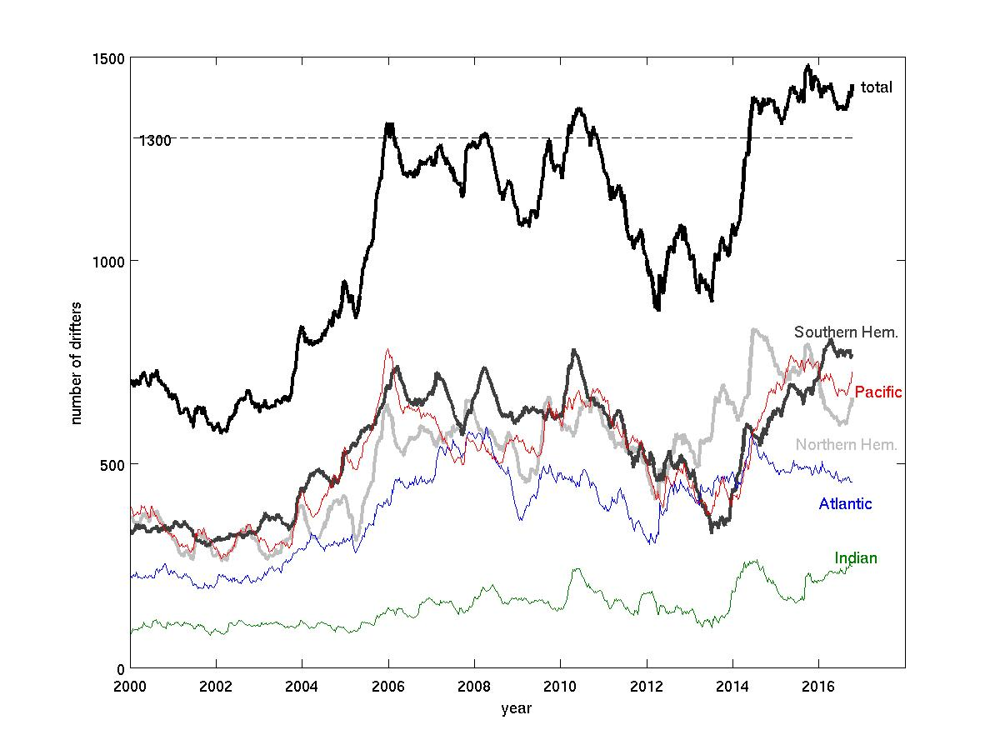 1500
total
1300
1000
number of drifters
Southern Hem.
Pacific
500
Northern Hem.
Atlantic
Indian
0
2000 2002 2004 2006 2008 2010 2012 2014 2016
year